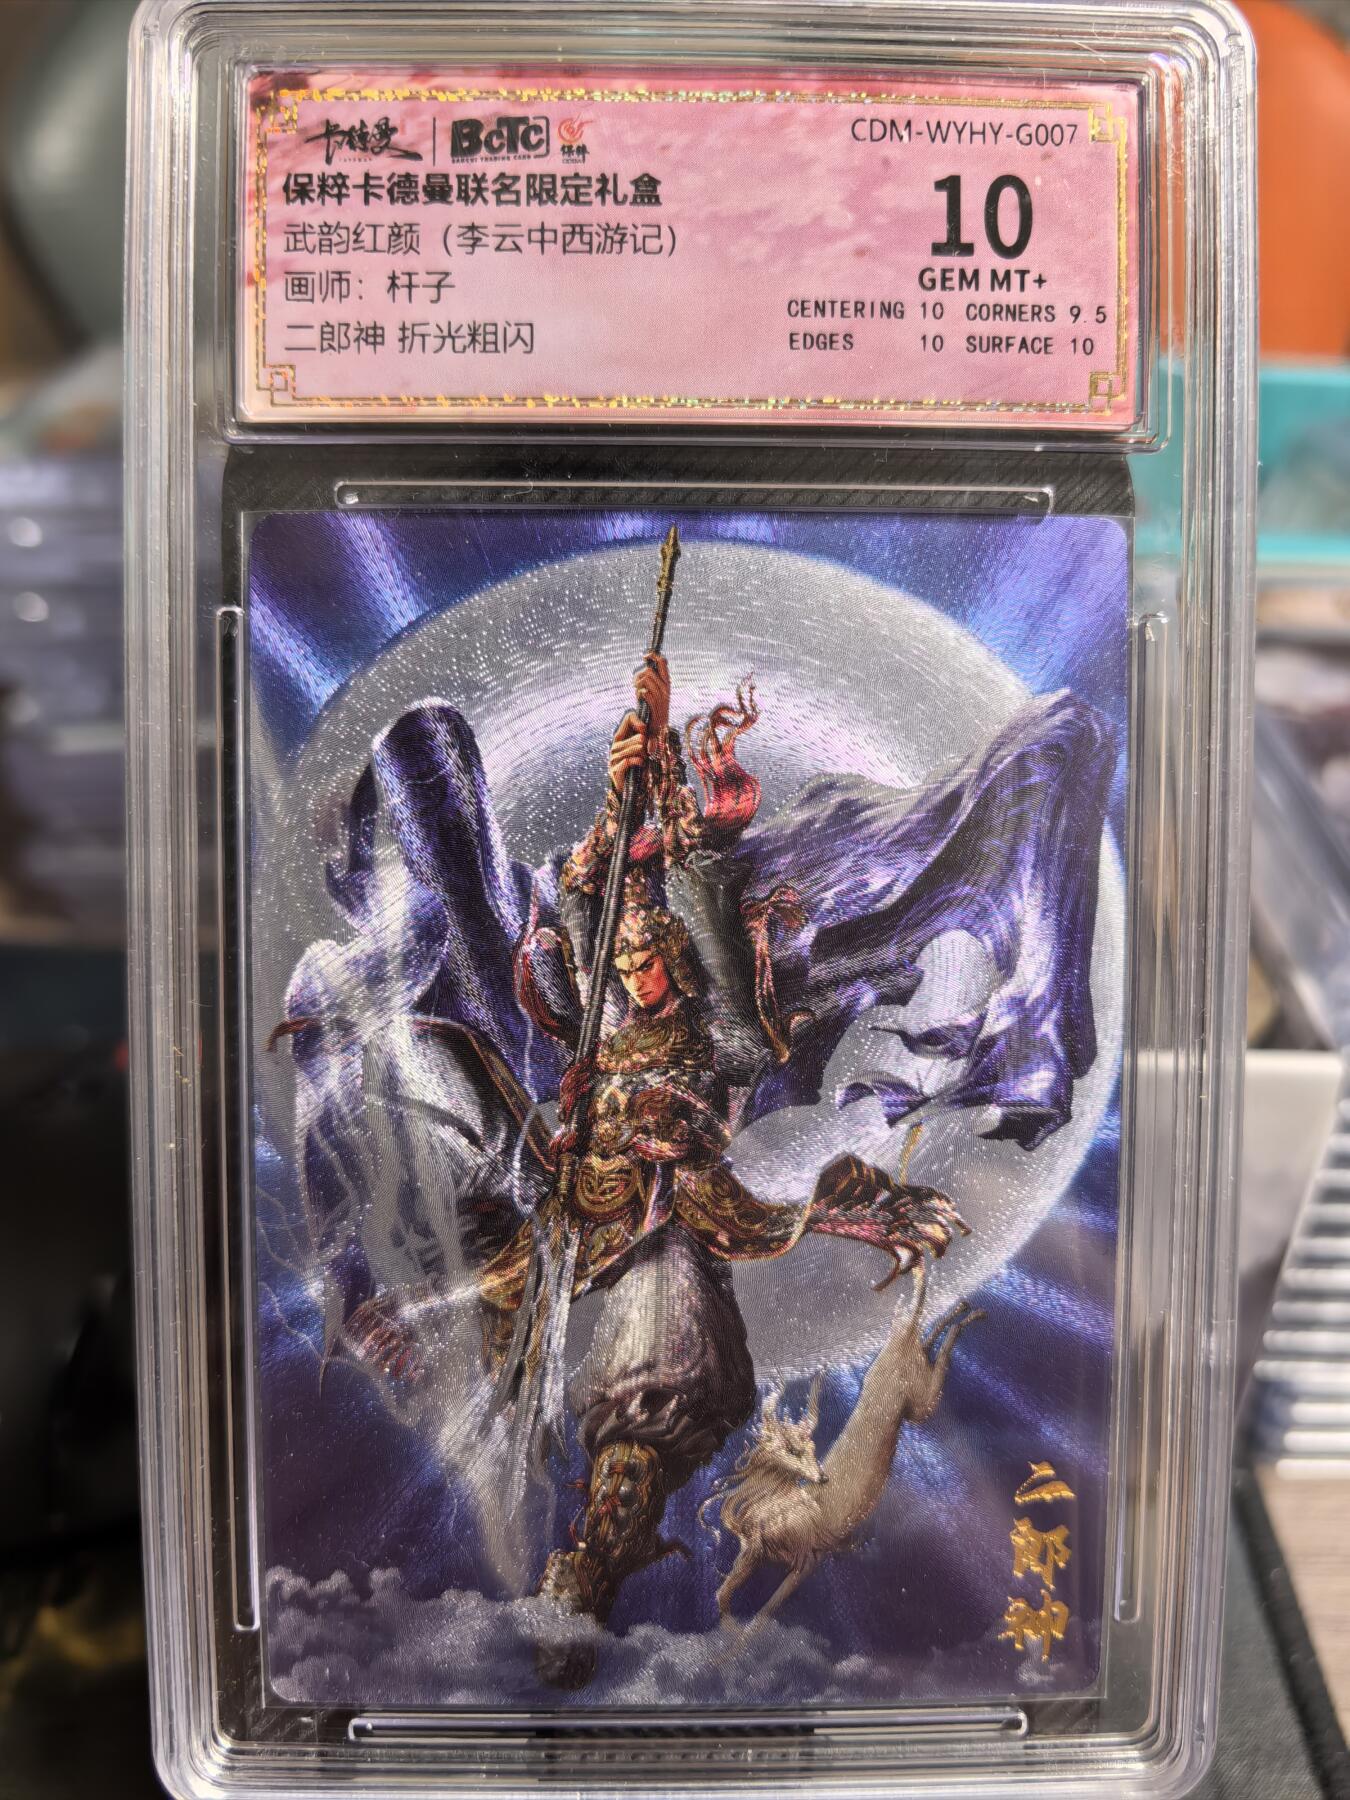 卡德曼 BCTC 保粹 CDM-WYHY-G007
保粹卡德曼联名限定礼盒
武韵红颜（李云中西游记）
画师：杆子
二郎神 折光粗闪
10
GEM MT+
CENTERING 10 CORNERS 9.5
EDGES 10 SURFACE 10
二郎神